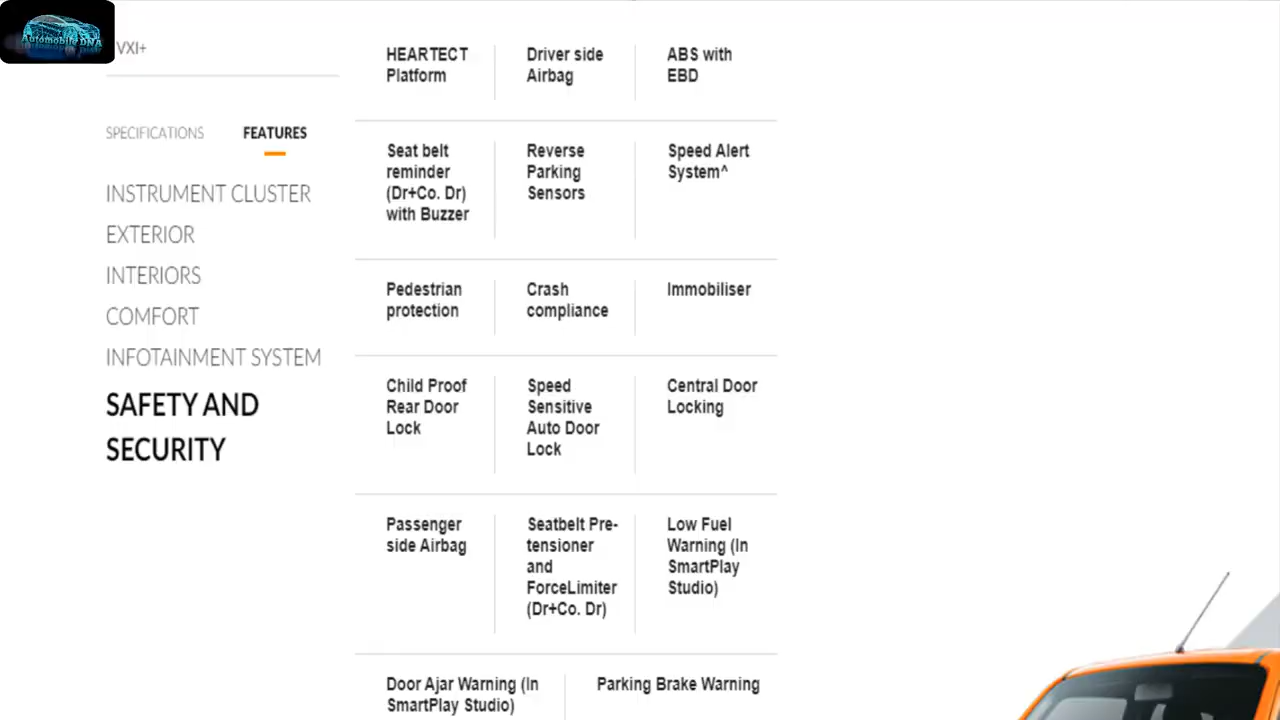 Automobile DNA
VXI+
SPECIFICATIONS
FEATURES
INSTRUMENT CLUSTER
EXTERIOR
INTERIORS
COMFORT
INFOTAINMENT SYSTEM
SAFETY AND
SECURITY
HEARTECT
Platform
Driver side
Airbag
ABS with
EBD
Seat belt
reminder
(Dr+Co. Dr)
with Buzzer
Reverse
Parking
Sensors
Speed Alert
System^
Pedestrian
protection
Crash
compliance
Immobiliser
Child Proof
Rear Door
Lock
Speed
Sensitive
Auto Door
Lock
Central Door
Locking
Passenger
side Airbag
Seatbelt Pre-
tensioner
and
ForceLimiter
(Dr+Co. Dr)
Low Fuel
Warning (In
SmartPlay
Studio)
Door Ajar Warning (In
SmartPlay Studio)
Parking Brake Warning